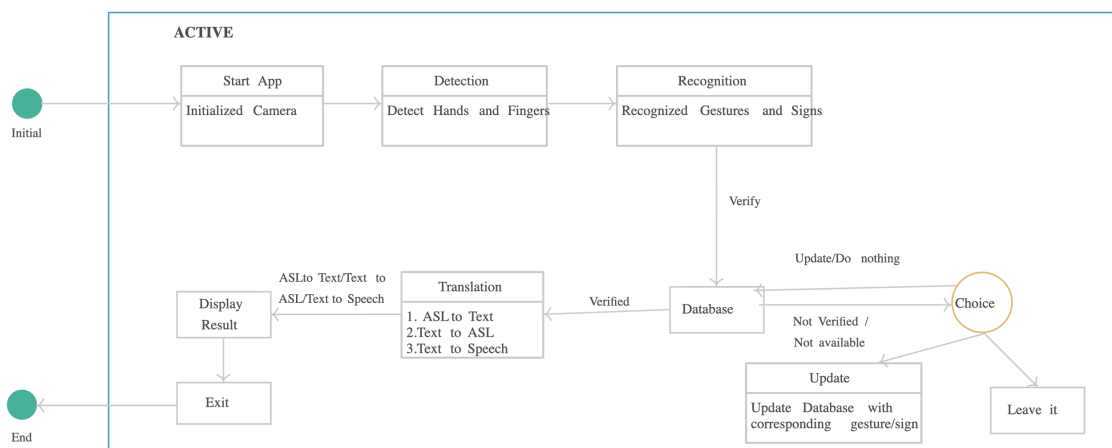 ACTIVE
Start App
Initialized Camera
Detection
Detect Hands and Fingers
Recognition
Recognized Gestures and Signs
Initial
Verify
Update/Do nothing
ASLto Text/Text to
ASL/Text to Speech
Translation
1. ASL to Text
2.Text to ASL
3.Text to Speech
Verified
Database
Choice
Display
Result
Not Verified /
Not available
Exit
Update
Update Database with
corresponding gesture/sign
Leave it
End